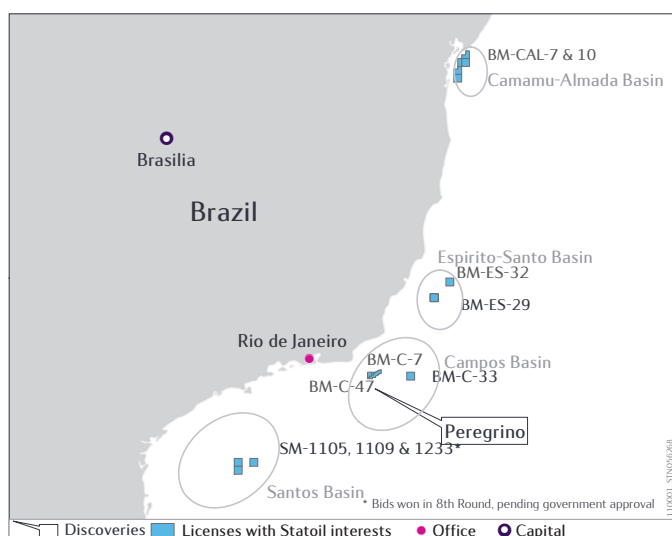 BM-CAL-7 & 10
Camamu-Almada Basin
Brasilia
Brazil
Espirito-Santo Basin
BM-ES-32
BM-ES-29
Rio de Janeiro
BM-C-7
Campos Basin
BM-C-47
BM-C-33
Peregrino
SM-1105, 1109 & 1233*
Santos Basin
* Bids won in 8th Round, pending government approval
Discoveries
Licenses with Statoil interests
Office
Capital